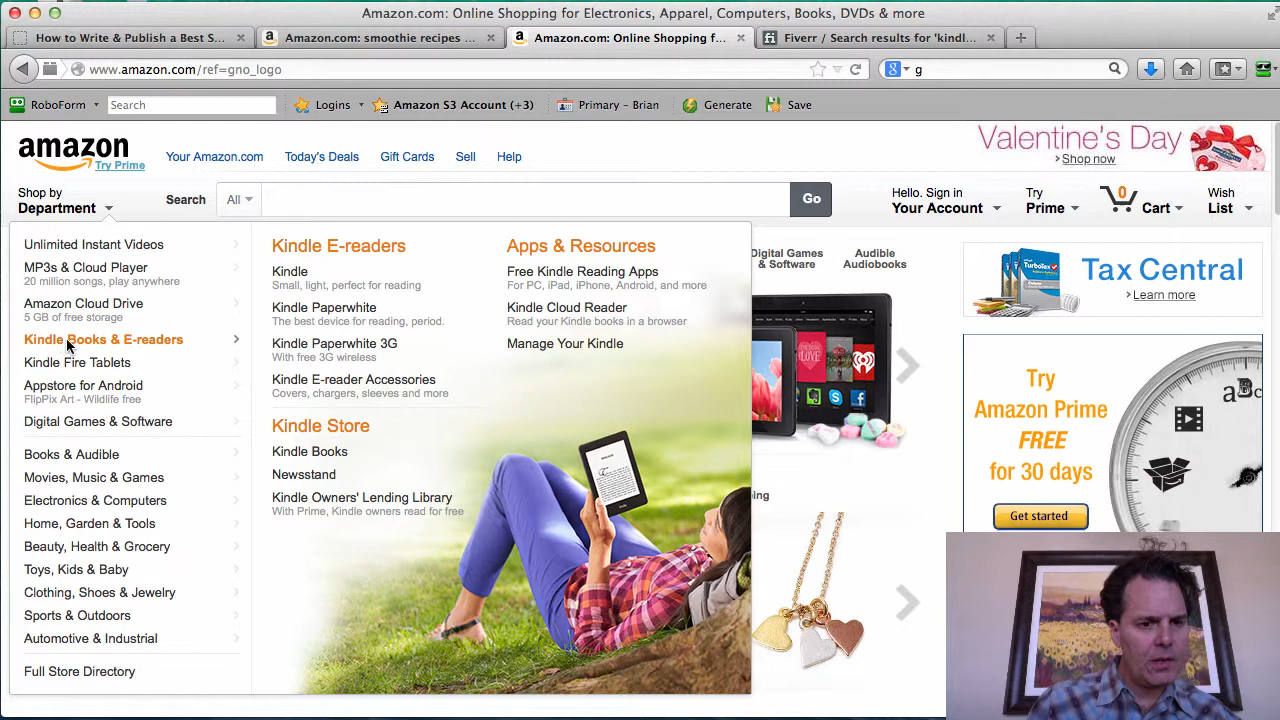 Amazon.com: Online Shopping for Electronics, Apparel, Computers, Books, DVDs & more
How to Write & Publish a Best S...
Amazon.com: smoothie recipes ...
Amazon.com: Online Shopping for f...
Fiverr / Search results for 'kindl...
www.amazon.com/ref=gno_logo
g
RoboForm
Search
Logins
Amazon S3 Account (+3)
Primary - Brian
Generate
Save
amazon
Try Prime
Your Amazon.com
Today's Deals
Gift Cards
Sell
Help
Valentine's Day
Shop now
Shop by
Department
Search
All
Go
Hello. Sign in
Your Account
Try
Prime
0
Cart
Wish
List
Unlimited Instant Videos
MP3s & Cloud Player
20 million songs, play anywhere
Amazon Cloud Drive
5 GB of free storage
Kindle Books & E-readers
Kindle Fire Tablets
Appstore for Android
FlipPix Art - Wildlife free
Digital Games & Software
Books & Audible
Movies, Music & Games
Electronics & Computers
Home, Garden & Tools
Beauty, Health & Grocery
Toys, Kids & Baby
Clothing, Shoes & Jewelry
Sports & Outdoors
Automotive & Industrial
Full Store Directory
Kindle E-readers
Kindle
Small, light, perfect for reading
Kindle Paperwhite
The best device for reading, period.
Kindle Paperwhite 3G
With free 3G wireless
Kindle E-reader Accessories
Covers, chargers, sleeves and more
Kindle Store
Kindle Books
Newsstand
Kindle Owners' Lending Library
With Prime, Kindle owners read for free
Apps & Resources
Free Kindle Reading Apps
For PC, iPad, iPhone, Android, and more
Kindle Cloud Reader
Read your Kindle books in a browser
Manage Your Kindle
Digital Games
& Software
Audible
Audiobooks
Tax Central
Learn more
Try
Amazon Prime
FREE
for 30 days
Get started